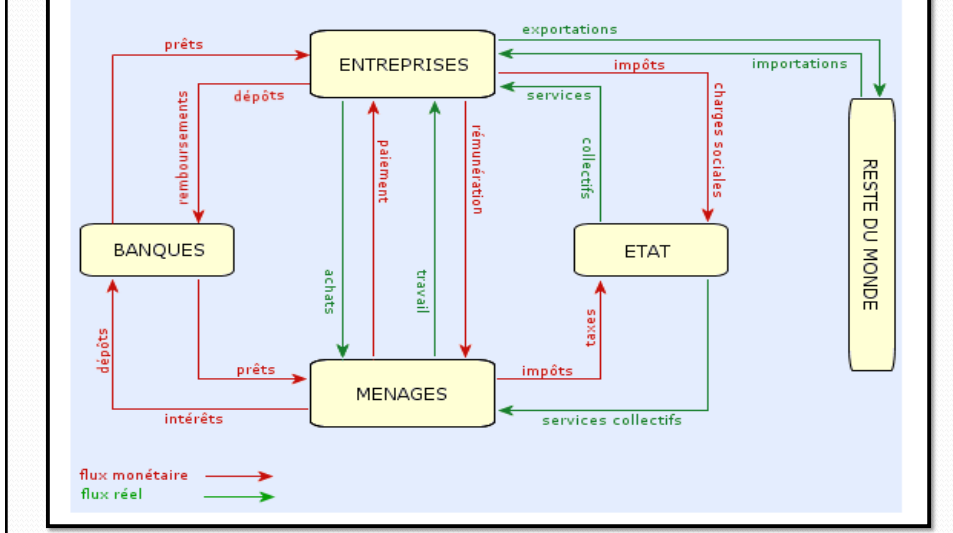 exportations
prêts
ENTREPRISES
impôts
importations
dépôts
services
remboursements
paiement
rémunération
collectifs
charges sociales
RESTE DU MONDE
BANQUES
ETAT
achats
travail
dépôts
taxes
prêts
impôts
MENAGES
intérêts
services collectifs
flux monétaire
flux réel